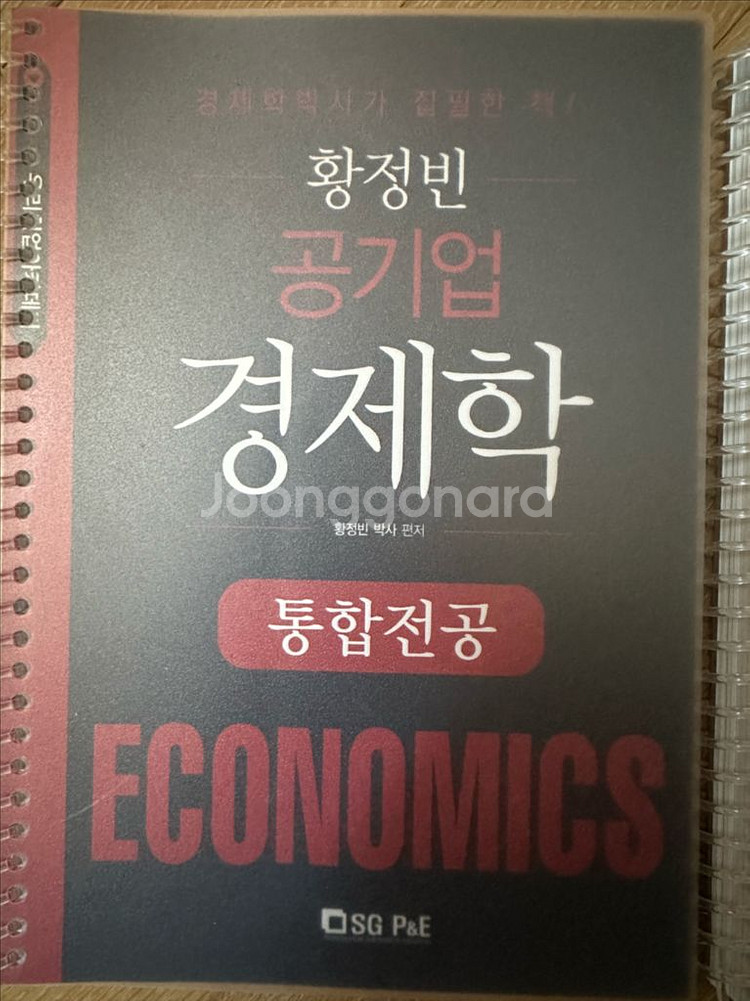 경제학박사가 집필한 책!
황정빈
공기업
경제학
Joonggonara
황정빈 박사 편저
통합전공
ECONOMICS
SG P&E